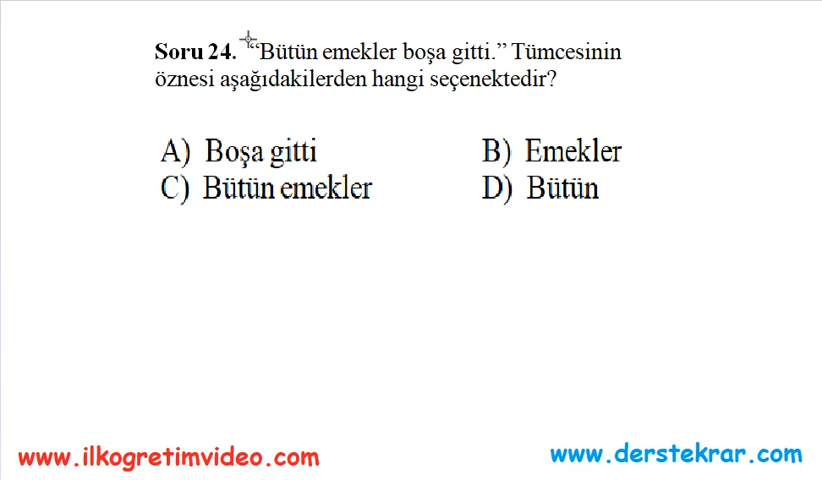 Soru 24. “Bütün emekler boşa gitti.” Tümcesinin
öznesi aşağıdakilerden hangi seçenektedir?
A) Boşa gitti
B) Emekler
C) Bütün emekler
D) Bütün
www.ilkogretimvideo.com
www.derstekrar.com